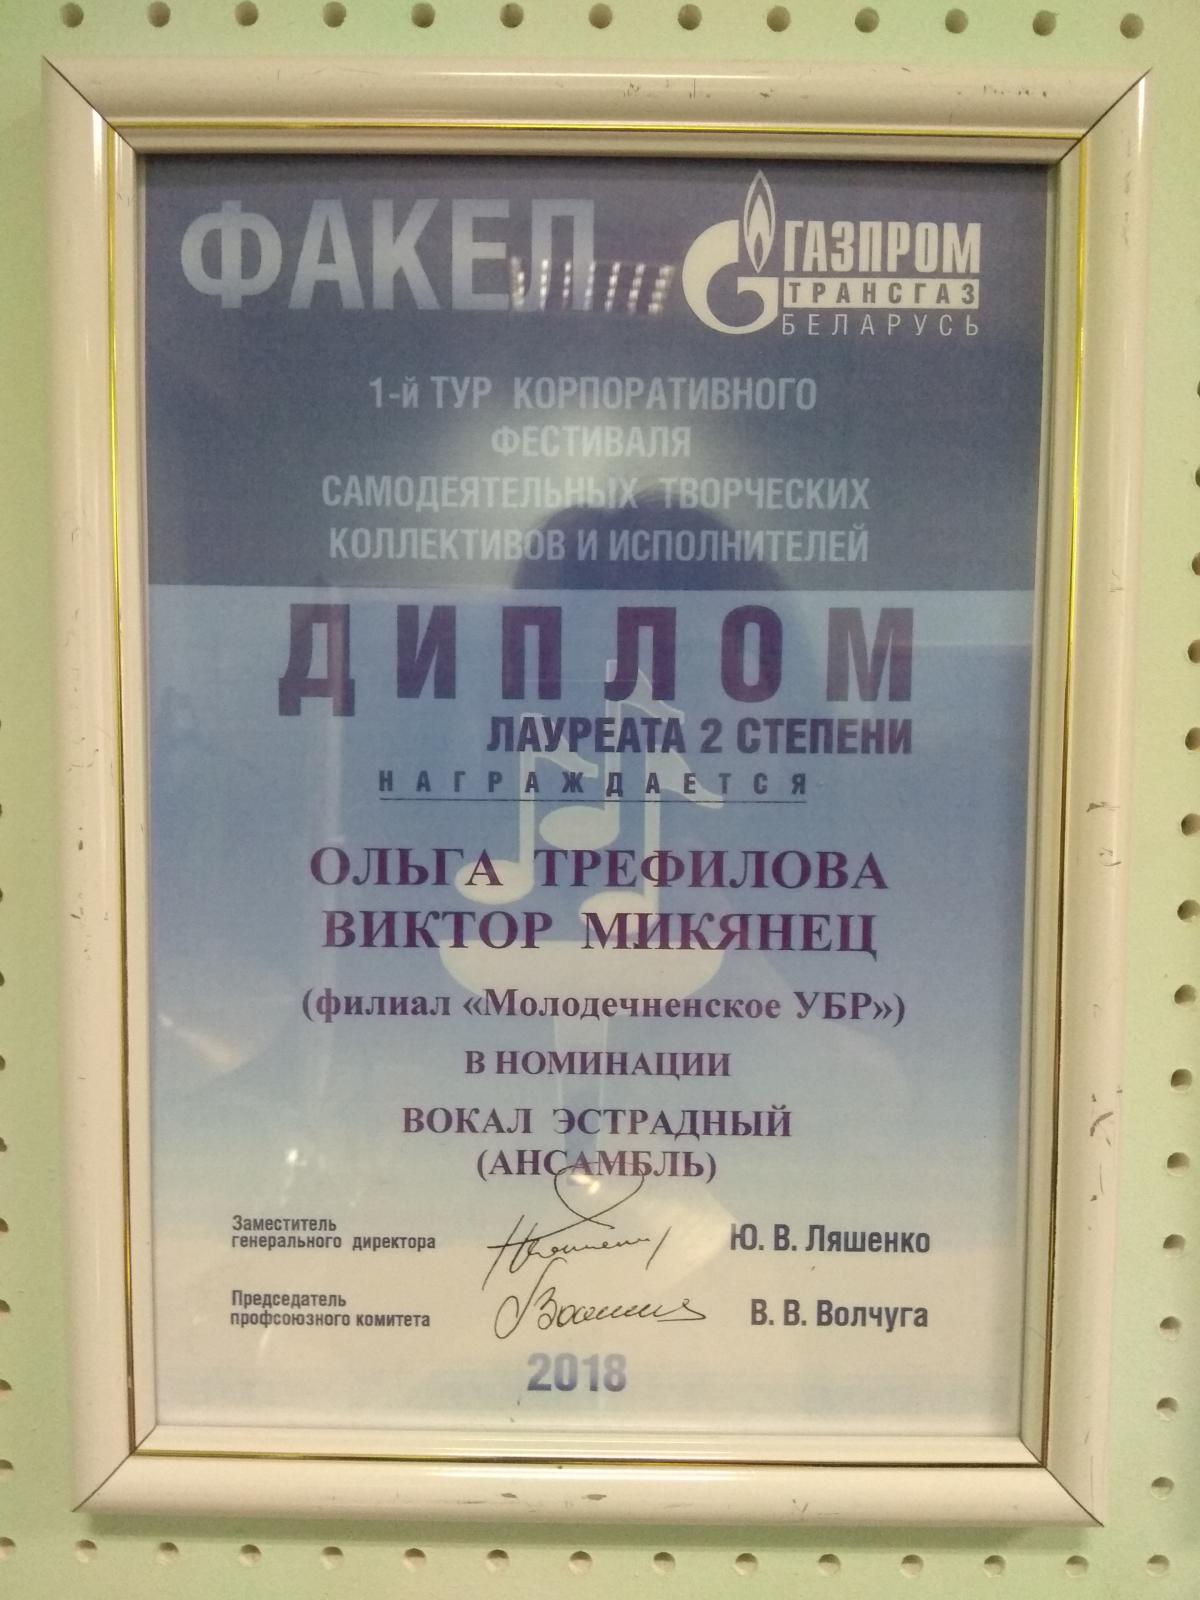 ФАКЕЛ
ГАЗПРОМ
ТРАНСГАЗ
БЕЛАРУСЬ
1-й ТУР КОРПОРАТИВНОГО
ФЕСТИВАЛЯ
САМОДЕЯТЕЛЬНЫХ ТВОРЧЕСКИХ
КОЛЛЕКТИВОВ И ИСПОЛНИТЕЛЕЙ
ДИПЛОМ
ЛАУРЕАТА 2 СТЕПЕНИ
НАГРАЖДАЕТСЯ
ОЛЬГА ТРЕФИЛОВА
ВИКТОР МИКЯНЕЦ
(филиал «Молодечненское УБР»)
В НОМИНАЦИИ
ВОКАЛ ЭСТРАДНЫЙ
(АНСАМБЛЬ)
Заместитель
генерального директора
Ю. В. Ляшенко
Председатель
профсоюзного комитета
В. В. Волчуга
2018